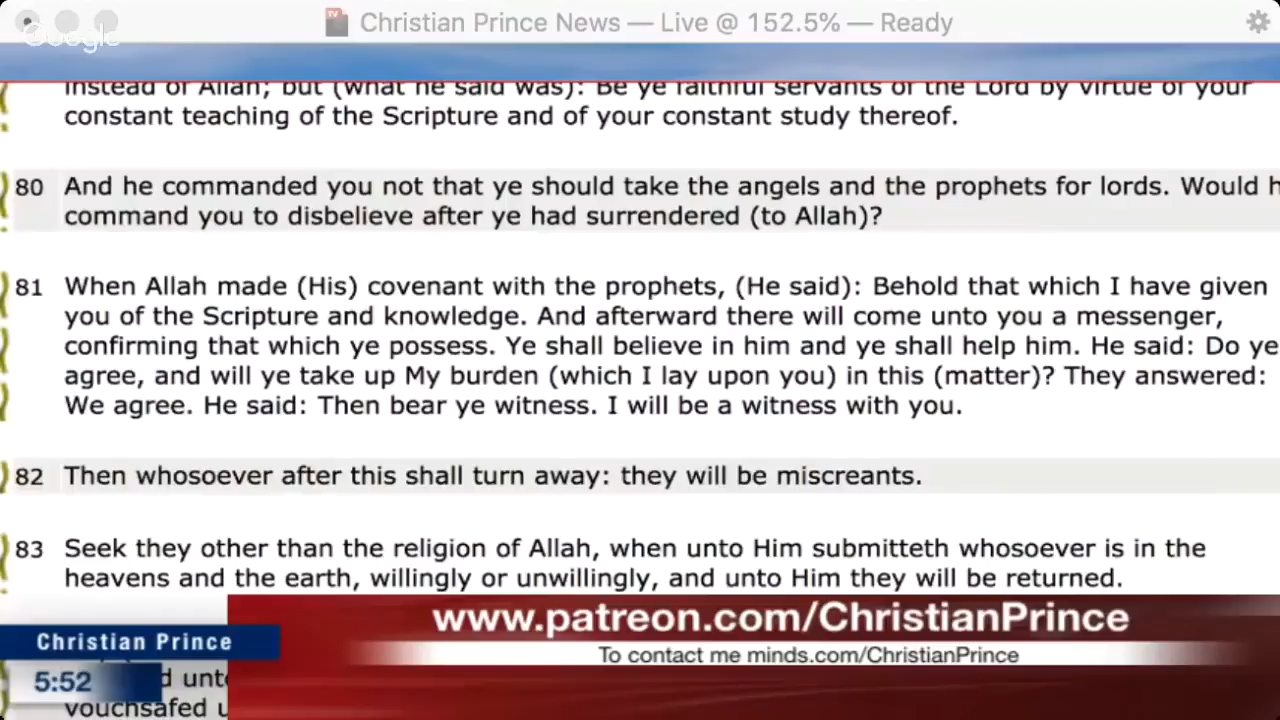 Christian Prince News — Live @ 152.5% — Ready
Google
instead of Allah; but (what he said was): Be ye faithful servants of the Lord by virtue of your
constant teaching of the Scripture and of your constant study thereof.
80 And he commanded you not that ye should take the angels and the prophets for lords. Would h
command you to disbelieve after ye had surrendered (to Allah)?
81 When Allah made (His) covenant with the prophets, (He said): Behold that which I have given
you of the Scripture and knowledge. And afterward there will come unto you a messenger,
confirming that which ye possess. Ye shall believe in him and ye shall help him. He said: Do ye
agree, and will ye take up My burden (which I lay upon you) in this (matter)? They answered:
We agree. He said: Then bear ye witness. I will be a witness with you.
82 Then whosoever after this shall turn away: they will be miscreants.
83 Seek they other than the religion of Allah, when unto Him submitteth whosoever is in the
heavens and the earth, willingly or unwillingly, and unto Him they will be returned.
www.patreon.com/ChristianPrince
Christian Prince
To contact me minds.com/ChristianPrince
5:52
d unt
vouchsafed u